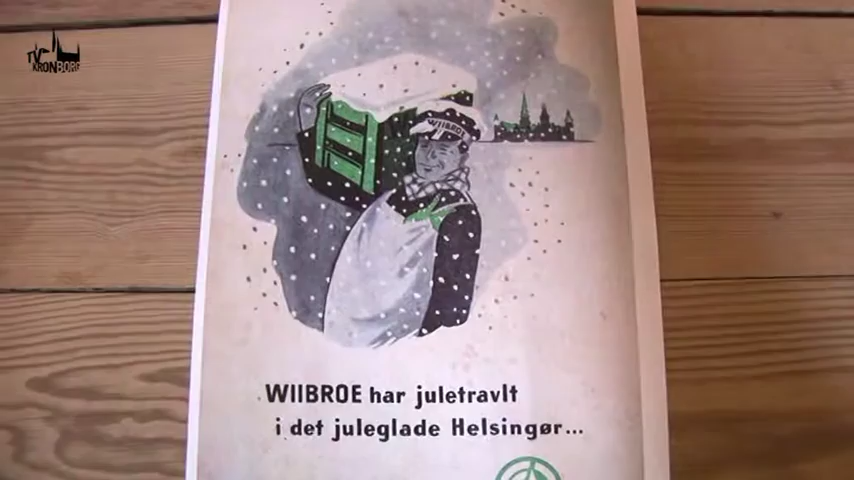 TV
KRONBORG
WIIBROE
WIIBROE har juletravlt
i det juleglade Helsingør...